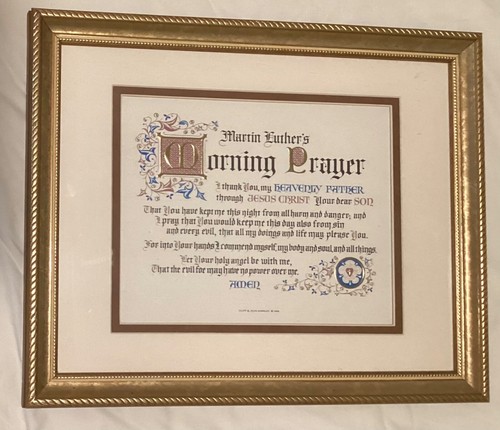 Martin Luther's
Morning Prayer
I thank You, my HEAVENLY FATHER
through JESUS CHRIST Your dear SON
That You have kept me this night from all harm and danger; and
I pray that You would keep me this day also from sin
and every evil, that all my doings and life may please You.
For into Your hands I commend myself, my body and soul, and all things.
Let Your holy angel be with me,
That the evil foe may have no power over me.
AMEN